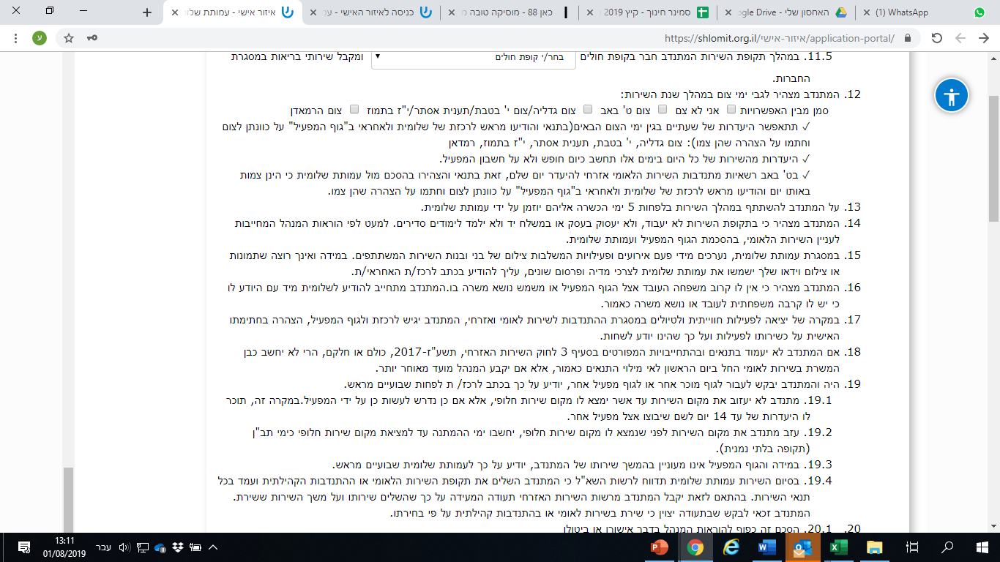 איזור אישי - עמותת שלו
כניסה לאיזור האישי - עמ
כאן 88 - מוסיקה טובה מ
סמינר חינוך - קיץ 2019
האחסון שלי - ogle Drive
(1) WhatsApp
https://shlomit.org.il/איזור-אישי/application-portal/
11.5. במהלך תקופת השירות המתנדב חבר בקופת חולים בחר/י קופת חולים ומקבל שירותי בריאות במסגרת
החברות.
12. המתנדב מצהיר לגבי ימי צום במהלך שנת השירות:
סמן מבין האפשרויות אני לא צם צום ט' באב צום גדליה/צום י' בטבת/תענית אסתר/י"ז בתמוז צום הרמאדן
✓ תתאפשר היעדרות של שעתיים בגין ימי הצום הבאים(בתנאי והודיעו מראש לרכזת של שלומית ולאחראי ב"גוף המפעיל" על כוונתן לצום
וחתמו על הצהרה שהן צמו): צום גדליה, י' בטבת, תענית אסתר, י"ז בתמוז, רמדאן
✓ היעדרות מהשירות של כל היום בימים אלו תחשב כיום חופש ולא על חשבון המפעיל.
✓ בט' באב רשאיות מתנדבות השירות הלאומי אזרחי להיעדר יום שלם, זאת בתנאי והצהירו בהסכם מול עמותת שלומית כי הינן צמות
באותו יום והודיעו מראש לרכזת של שלומית ולאחראי ב"גוף המפעיל" על כוונתן לצום וחתמו על הצהרה שהן צמו.
13. על המתנדב להשתתף במהלך השירות בלפחות 5 ימי הכשרה אליהם יוזמן על ידי עמותת שלומית.
14. המתנדב מצהיר כי בתקופת השירות לא יעבוד, ולא יעסוק בעסק או במשלח יד ולא ילמד לימודים סדירים. למעט לפי הוראות המנהל המחייבות
לעניין השירות הלאומי, בהסכמת הגוף המפעיל ועמותת שלומית.
15. במסגרת עמותת שלומית, נערכים מידי פעם אירועים ופעילויות המשלבות צילום של בני ובנות השירות המשתתפים. במידה ואינך רוצה שתמונות
או צילום וידאו שלך ישמשו את עמותת שלומית לצרכי מדיה ופרסום שונים, עליך להודיע בכתב לרכז/ת האחראי/ת.
16. המתנדב מצהיר כי אין לו קרוב משפחה העובד אצל הגוף המפעיל או משמש נושא משרה בו.המתנדב מתחייב להודיע לשלומית מיד עם היודע לו
כי יש לו קרבה משפחתית לעובד או נושא משרה כאמור.
17. במקרה של יציאה לפעילות חווייתית ולטיולים במסגרת ההתנדבות לשירות לאומי ואזרחי, המתנדב יגיש לרכזת ולגוף המפעיל, הצהרה בחתימתו
האישית על כשירותו לפעילות ועל כך שהינו יודע לשחות.
18. אם המתנדב לא יעמוד בתנאים ובהתחייבויות המפורטים בסעיף 3 לחוק השירות האזרחי, תשע"ז-2017, כולם או חלקם, הרי לא יחשב כבן
המשרת בשירות לאומי החל ביום הראשון לאי מילוי התנאים כאמור, אלא אם יקבע המנהל מועד מאוחר יותר.
19. היה והמתנדב יבקש לעבור לגוף מוכר אחר או לגוף מפעיל אחר, יודיע על כך בכתב לרכז/ ת לפחות שבועיים מראש.
19.1. מתנדב לא יעזוב את מקום השירות עד אשר ימצא לו מקום שירות חלופי, אלא אם כן נדרש לעשות כן על ידי המפעיל.במקרה זה, תוכר
לו היעדרות של עד 14 יום לשם שיבוצו אצל מפעיל אחר.
19.2. עזב מתנדב את מקום השירות לפני שנמצא לו מקום שירות חלופי, יחשבו ימי ההמתנה עד למציאת מקום שירות חלופי כימי תב"ן
(תקופה בלתי נמנית).
19.3. במידה והגוף המפעיל אינו מעוניין בהמשך שירותו של המתנדב, יודיע על כך לעמותת שלומית שבועיים מראש.
19.4. בסיום השירות עמותת שלומית תדווח לרשות השא"ל כי המתנדב השלים את תקופת השירות הלאומי או ההתנדבות הקהילתית ועמד בכל
תנאי השירות. בהתאם לזאת יקבל המתנדב מרשות השירות האזרחי תעודה המעידה על כך שהשלים שירותו ועל משך השירות ששירת.
המתנדב זכאי לבקש שבתעודה יצוין כי שירת בשירות לאומי או בהתנדבות קהילתית על פי בחירתו.
20. 20.1. הסכם זה כפוף להוראות המנהל בדבר אישורו או ביטולו
עבר
13:11
01/08/2019